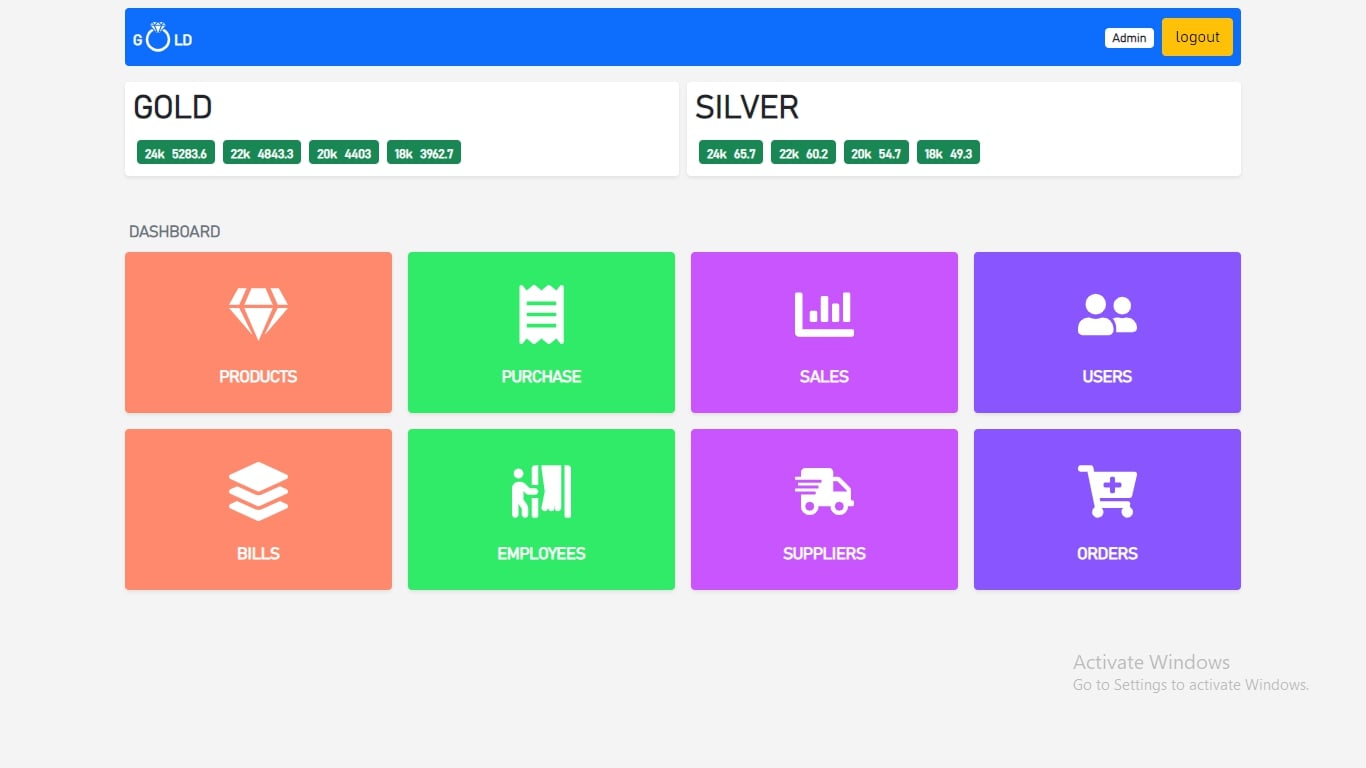 G LD
Admin
logout
GOLD
24k 5283.6 22k 4843.3 20k 4403 18k 3962.7
SILVER
24k 65.7 22k 60.2 20k 54.7 18k 49.3
DASHBOARD
PRODUCTS
PURCHASE
SALES
USERS
BILLS
EMPLOYEES
SUPPLIERS
ORDERS
Activate Windows
Go to Settings to activate Windows.